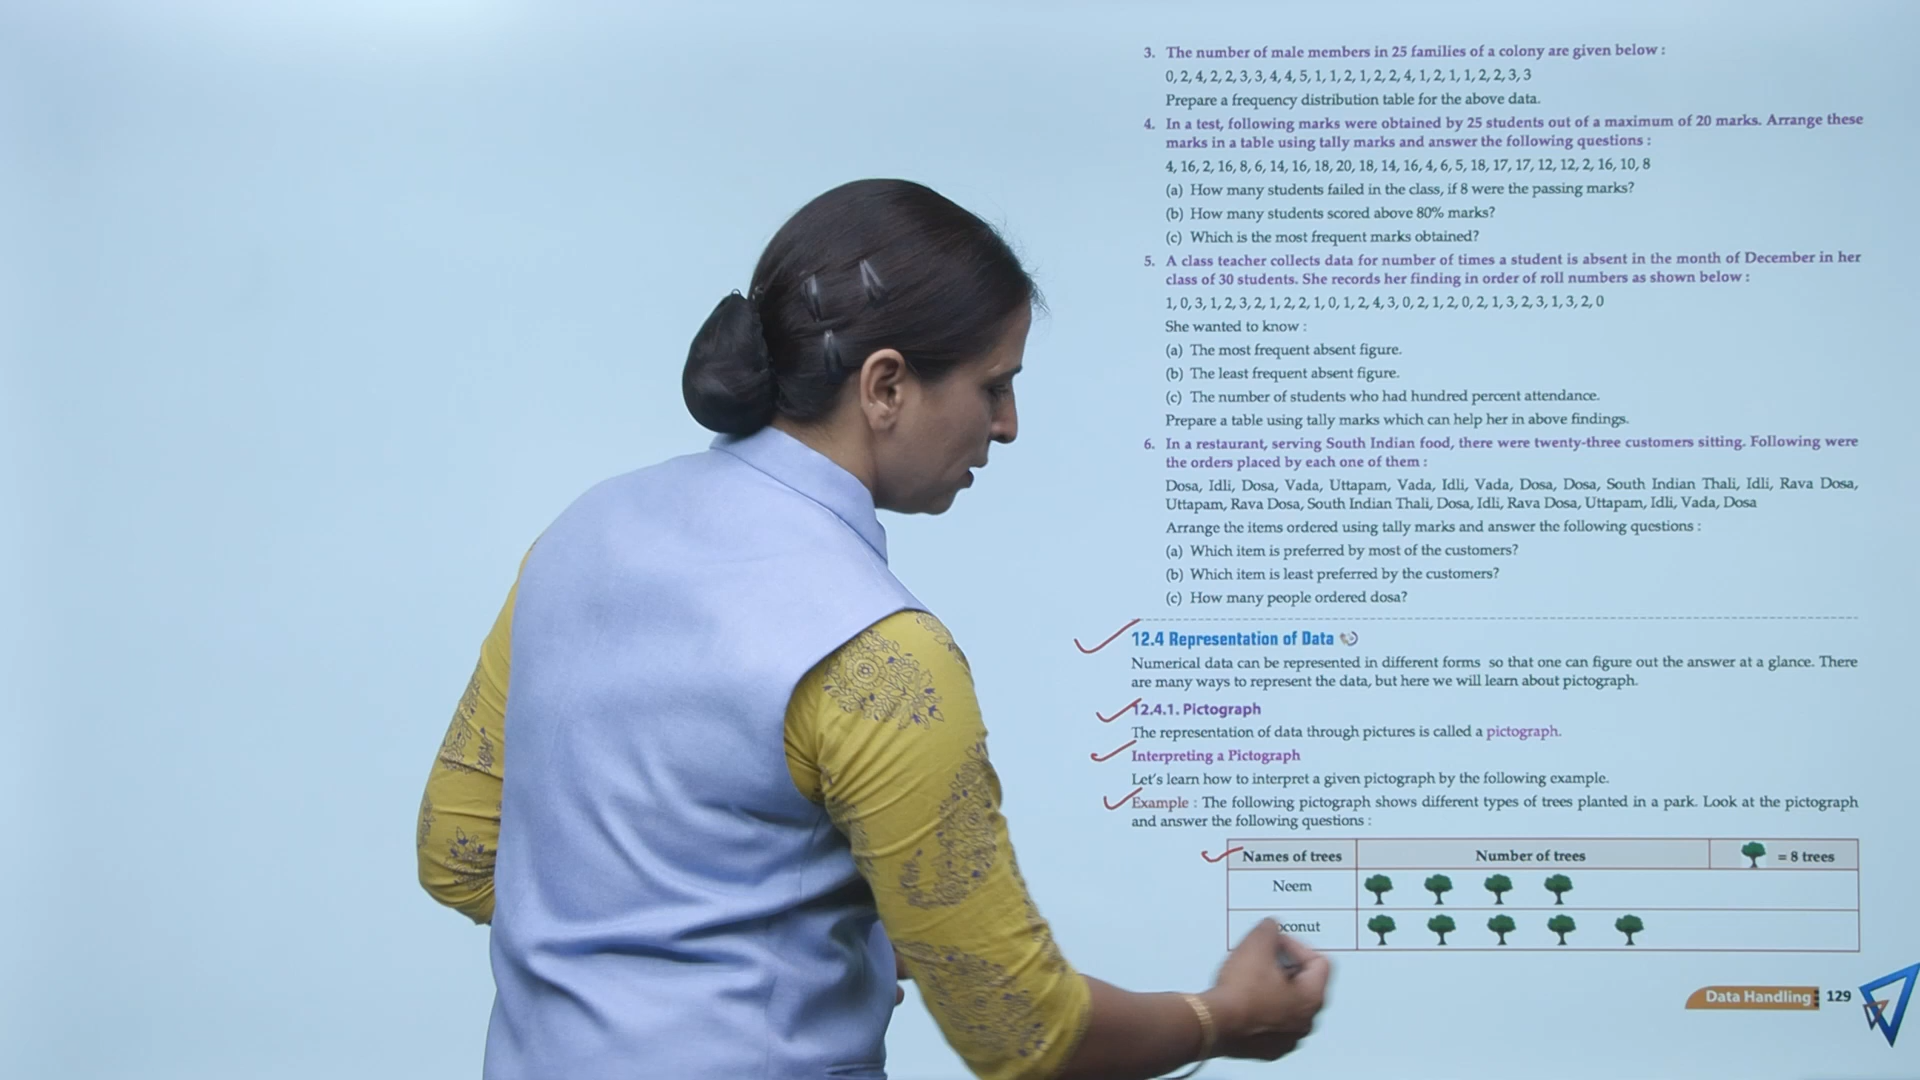 3. The number of male members in 25 families of a colony are given below :
0, 2, 4, 2, 2, 3, 3, 4, 4, 5, 1, 1, 2, 1, 2, 2, 4, 1, 2, 1, 1, 2, 2, 3, 3
Prepare a frequency distribution table for the above data.
4. In a test, following marks were obtained by 25 students out of a maximum of 20 marks. Arrange these
marks in a table using tally marks and answer the following questions :
4, 16, 2, 16, 8, 6, 14, 16, 18, 20, 18, 14, 16, 4, 6, 5, 18, 17, 17, 12, 12, 2, 16, 10, 8
(a) How many students failed in the class, if 8 were the passing marks?
(b) How many students scored above 80% marks?
(c) Which is the most frequent marks obtained?
5. A class teacher collects data for number of times a student is absent in the month of December in her
class of 30 students. She records her finding in order of roll numbers as shown below :
1, 0, 3, 1, 2, 3, 2, 1, 2, 2, 1, 0, 1, 2, 4, 3, 0, 2, 1, 2, 0, 2, 1, 3, 2, 3, 1, 3, 2, 0
She wanted to know :
(a) The most frequent absent figure.
(b) The least frequent absent figure.
(c) The number of students who had hundred percent attendance.
Prepare a table using tally marks which can help her in above findings.
6. In a restaurant, serving South Indian food, there were twenty-three customers sitting. Following were
the orders placed by each one of them :
Dosa, Idli, Dosa, Vada, Uttapam, Vada, Idli, Vada, Dosa, Dosa, South Indian Thali, Idli, Rava Dosa,
Uttapam, Rava Dosa, South Indian Thali, Dosa, Idli, Rava Dosa, Uttapam, Idli, Vada, Dosa
Arrange the items ordered using tally marks and answer the following questions :
(a) Which item is preferred by most of the customers?
(b) Which item is least preferred by the customers?
(c) How many people ordered dosa?
12.4 Representation of Data
Numerical data can be represented in different forms so that one can figure out the answer at a glance. There
are many ways to represent the data, but here we will learn about pictograph.
12.4.1. Pictograph
The representation of data through pictures is called a pictograph.
Interpreting a Pictograph
Let's learn how to interpret a given pictograph by the following example.
Example : The following pictograph shows different types of trees planted in a park. Look at the pictograph
and answer the following questions :
Names of trees Number of trees = 8 trees
Neem
oconut
Data Handling 129